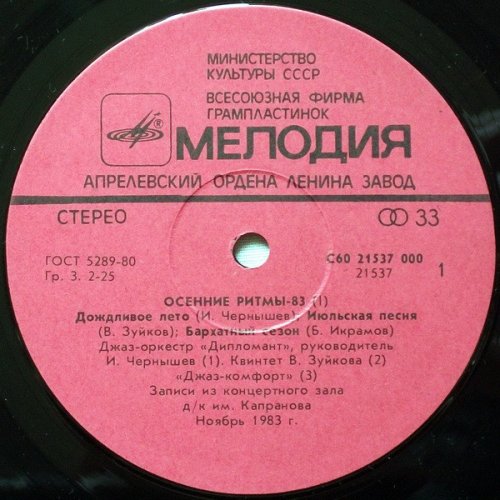 МИНИСТЕРСТВО
КУЛЬТУРЫ СССР
ВСЕСОЮЗНАЯ ФИРМА
ГРАМПЛАСТИНОК
®
МЕЛОДИЯ
АПРЕЛЕВСКИЙ ОРДЕНА ЛЕНИНА ЗАВОД
СТЕРЕО
33
ГОСТ 5289-80
Гр. 3. 2-25
С60 21537 000
21537
1
ОСЕННИЕ РИТМЫ-83 (1)
Дождливое лето (И. Чернышев); Июльская песня
(В. Зуйков); Бархатный сезон (Б. Икрамов)
Джаз-оркестр «Дипломант», руководитель
И. Чернышев (1). Квинтет В. Зуйкова (2)
«Джаз-комфорт» (3)
Записи из концертного зала
д/к им. Капранова
Ноябрь 1983 г.